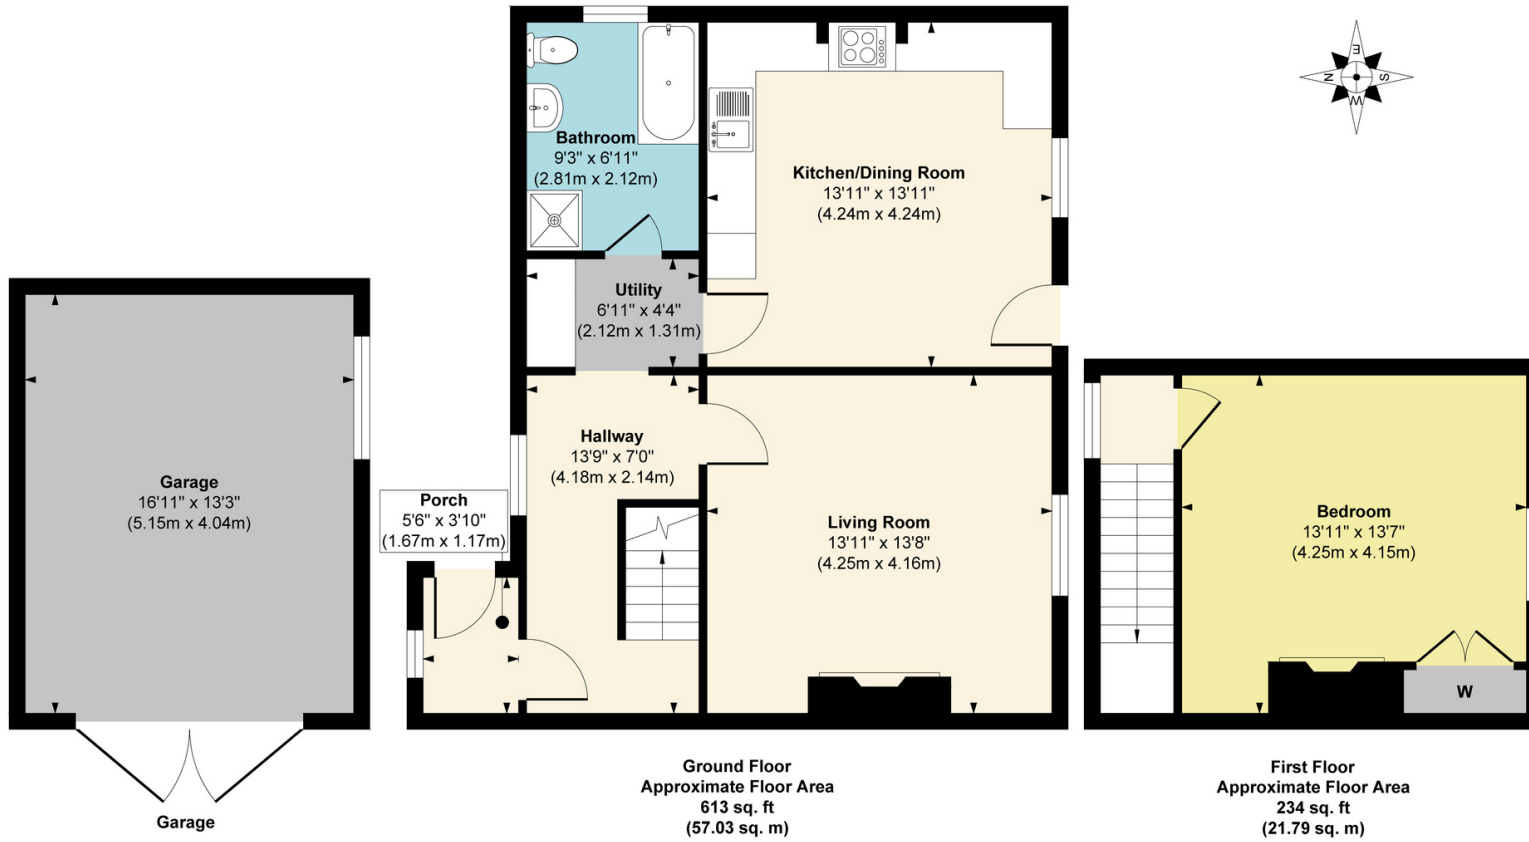 E
N
S
W
Bathroom
9'3" x 6'11"
(2.81m x 2.12m)
Kitchen/Dining Room
13'11" x 13'11"
(4.24m x 4.24m)
Utility
6'11" x 4'4"
(2.12m x 1.31m)
Hallway
13'9" x 7'0"
(4.18m x 2.14m)
Garage
16'11" x 13'3"
(5.15m x 4.04m)
Porch
5'6" x 3'10"
(1.67m x 1.17m)
Living Room
13'11" x 13'8"
(4.25m x 4.16m)
Bedroom
13'11" x 13'7"
(4.25m x 4.15m)
W
Garage
Ground Floor
Approximate Floor Area
613 sq. ft
(57.03 sq. m)
First Floor
Approximate Floor Area
234 sq. ft
(21.79 sq. m)